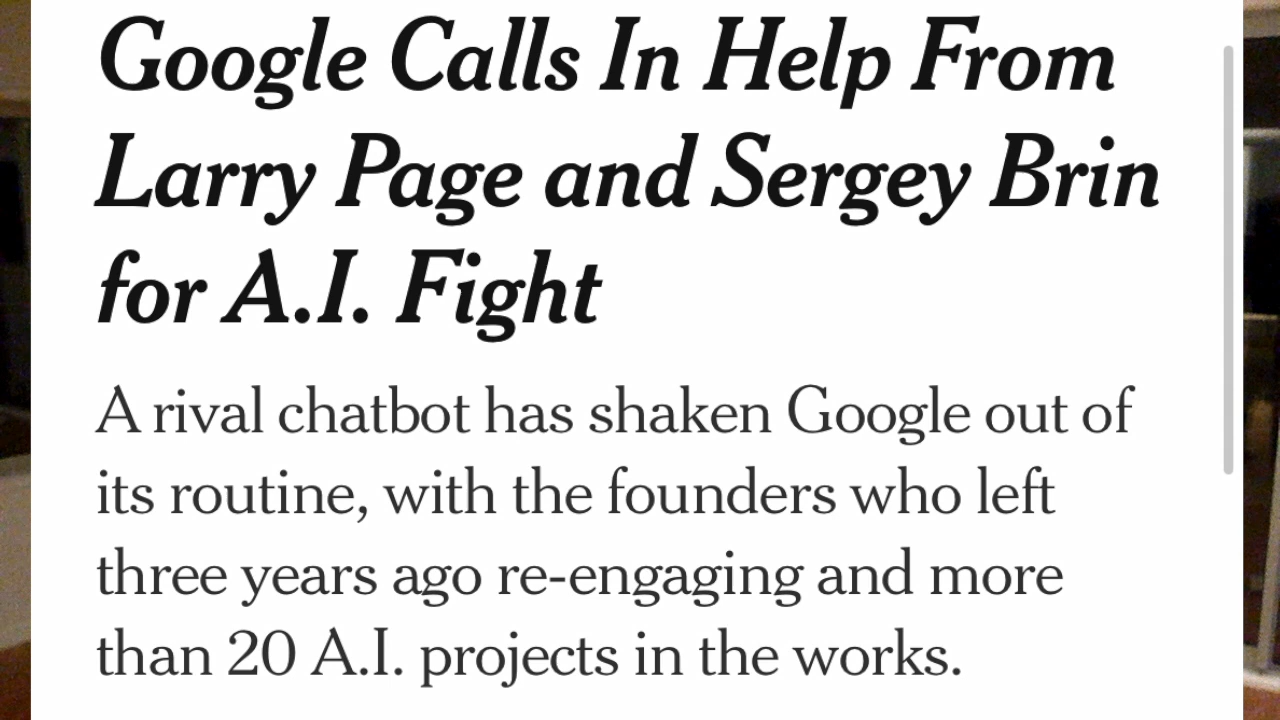 Google Calls In Help From
Larry Page and Sergey Brin
for A.I. Fight
A rival chatbot has shaken Google out of
its routine, with the founders who left
three years ago re-engaging and more
than 20 A.I. projects in the works.